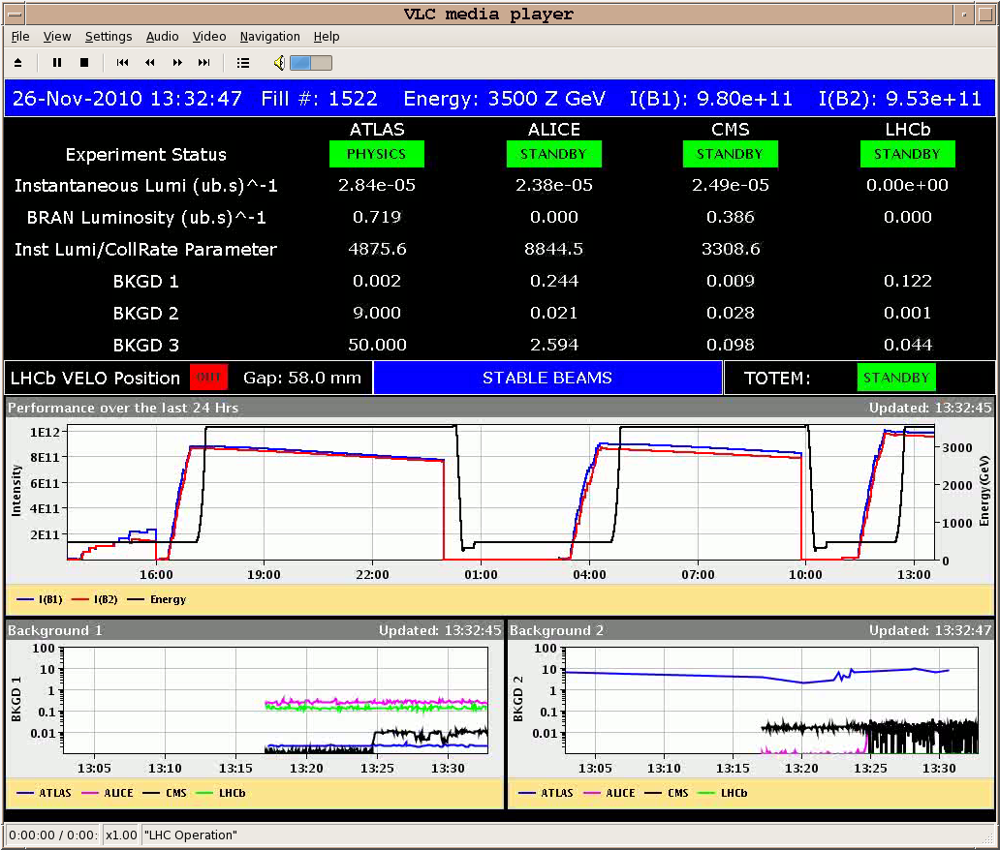 VLC media player
File View Settings Audio Video Navigation Help
26-Nov-2010 13:32:47 Fill #: 1522 Energy: 3500 Z GeV I(B1): 9.80e+11 I(B2): 9.53e+11
ATLAS ALICE CMS LHCb
Experiment Status PHYSICS STANDBY STANDBY STANDBY
Instantaneous Lumi (ub.s)^-1 2.84e-05 2.38e-05 2.49e-05 0.00e+00
BRAN Luminosity (ub.s)^-1 0.719 0.000 0.386 0.000
Inst Lumi/CollRate Parameter 4875.6 8844.5 3308.6
BKGD 1 0.002 0.244 0.009 0.122
BKGD 2 9.000 0.021 0.028 0.001
BKGD 3 50.000 2.594 0.098 0.044
LHCb VELO Position OUT Gap: 58.0 mm STABLE BEAMS TOTEM: STANDBY
Performance over the last 24 Hrs Updated: 13:32:45
1E12
8E11
6E11
4E11
2E11
Intensity
3000
2000
1000
0
Energy(GeV)
16:00 19:00 22:00 01:00 04:00 07:00 10:00 13:00
I(B1) I(B2) Energy
Background 1 Updated: 13:32:45
100
10
1
0.1
0.01
BKGD 1
13:05 13:10 13:15 13:20 13:25 13:30
ATLAS ALICE CMS LHCb
Background 2 Updated: 13:32:47
100
10
1
0.1
0.01
BKGD 2
13:05 13:10 13:15 13:20 13:25 13:30
ATLAS ALICE CMS LHCb
0:00:00 / 0:00: x1.00 "LHC Operation"